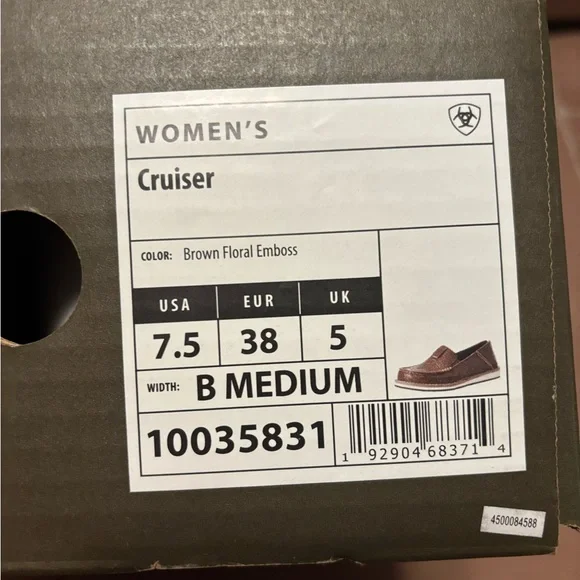 WOMEN'S
Cruiser
COLOR: Brown Floral Emboss
USA EUR UK
7.5 38 5
WIDTH: B MEDIUM
10035831
1 92904 68371 4
4500084588